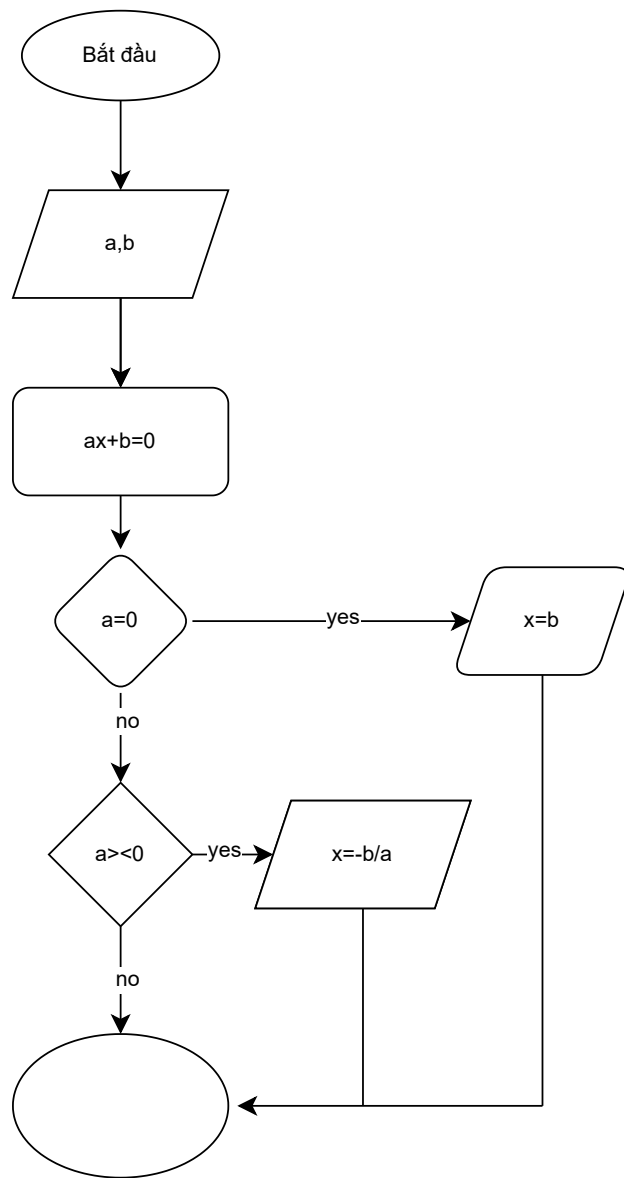 Bắt đầu
a,b
ax+b=0
a=0
yes
x=b
no
a><0
yes
x=-b/a
no